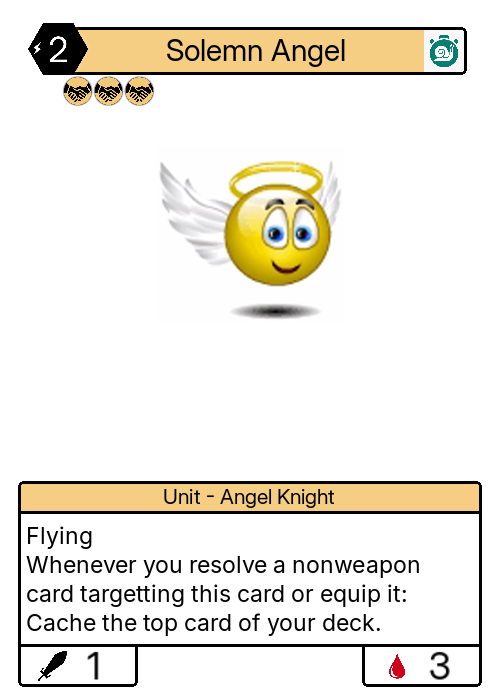 2
Solemn Angel
Unit - Angel Knight
Flying
Whenever you resolve a nonweapon
card targetting this card or equip it:
Cache the top card of your deck.
1
3